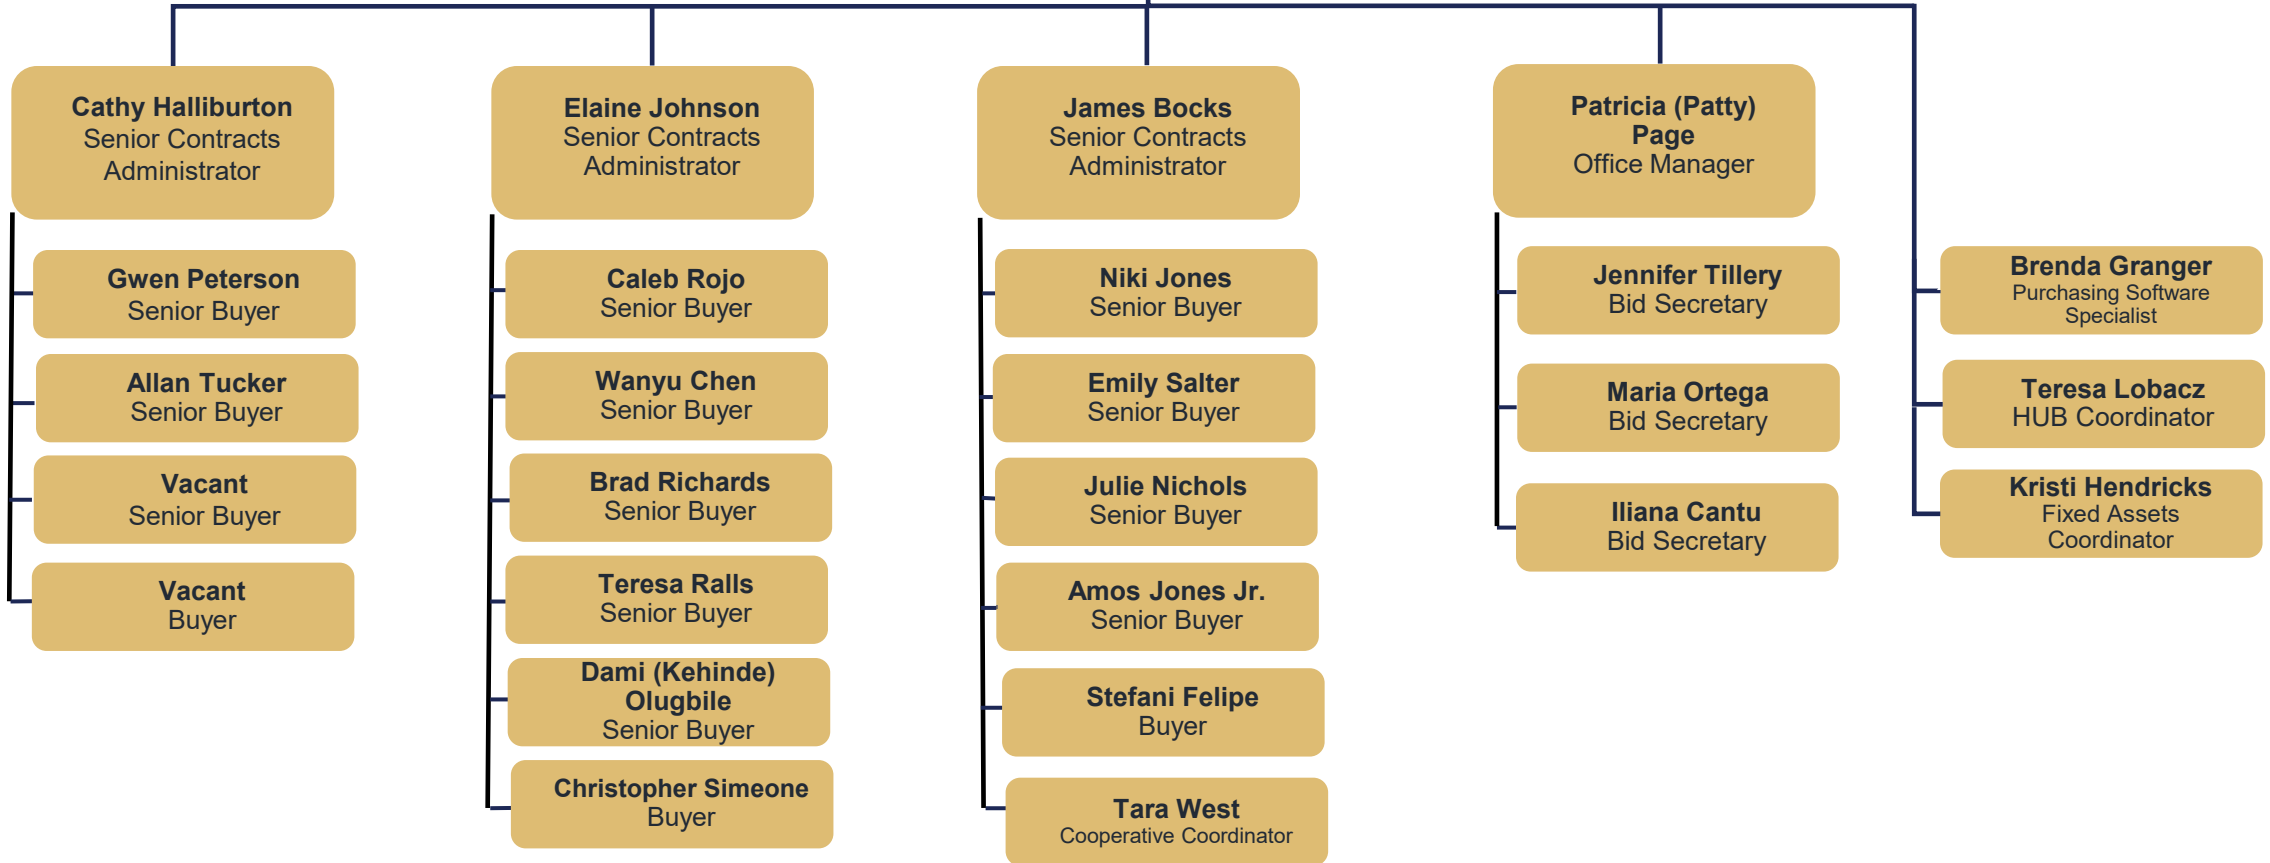 Cathy Halliburton
Senior Contracts
Administrator
Gwen Peterson
Senior Buyer
Allan Tucker
Senior Buyer
Vacant
Senior Buyer
Vacant
Buyer
Elaine Johnson
Senior Contracts
Administrator
Caleb Rojo
Senior Buyer
Wanyu Chen
Senior Buyer
Brad Richards
Senior Buyer
Teresa Ralls
Senior Buyer
Dami (Kehinde)
Olugbile
Senior Buyer
Christopher Simeone
Buyer
James Bocks
Senior Contracts
Administrator
Niki Jones
Senior Buyer
Emily Salter
Senior Buyer
Julie Nichols
Senior Buyer
Amos Jones Jr.
Senior Buyer
Stefani Felipe
Buyer
Tara West
Cooperative Coordinator
Patricia (Patty)
Page
Office Manager
Jennifer Tillery
Bid Secretary
Maria Ortega
Bid Secretary
Iliana Cantu
Bid Secretary
Brenda Granger
Purchasing Software
Specialist
Teresa Lobacz
HUB Coordinator
Kristi Hendricks
Fixed Assets
Coordinator